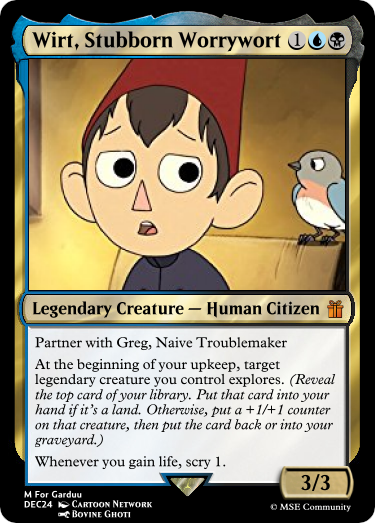 Wirt, Stubborn Worrywort 1
Legendary Creature — Human Citizen
Partner with Greg, Naive Troublemaker
At the beginning of your upkeep, target
legendary creature you control explores. (Reveal
the top card of your library. Put that card into your
hand if it's a land. Otherwise, put a +1/+1 counter
on that creature, then put the card back or into your
graveyard.)
Whenever you gain life, scry 1.
3/3
M For Garduu
DEC24 Cartoon Network
Bovine Ghoti
© MSE Community